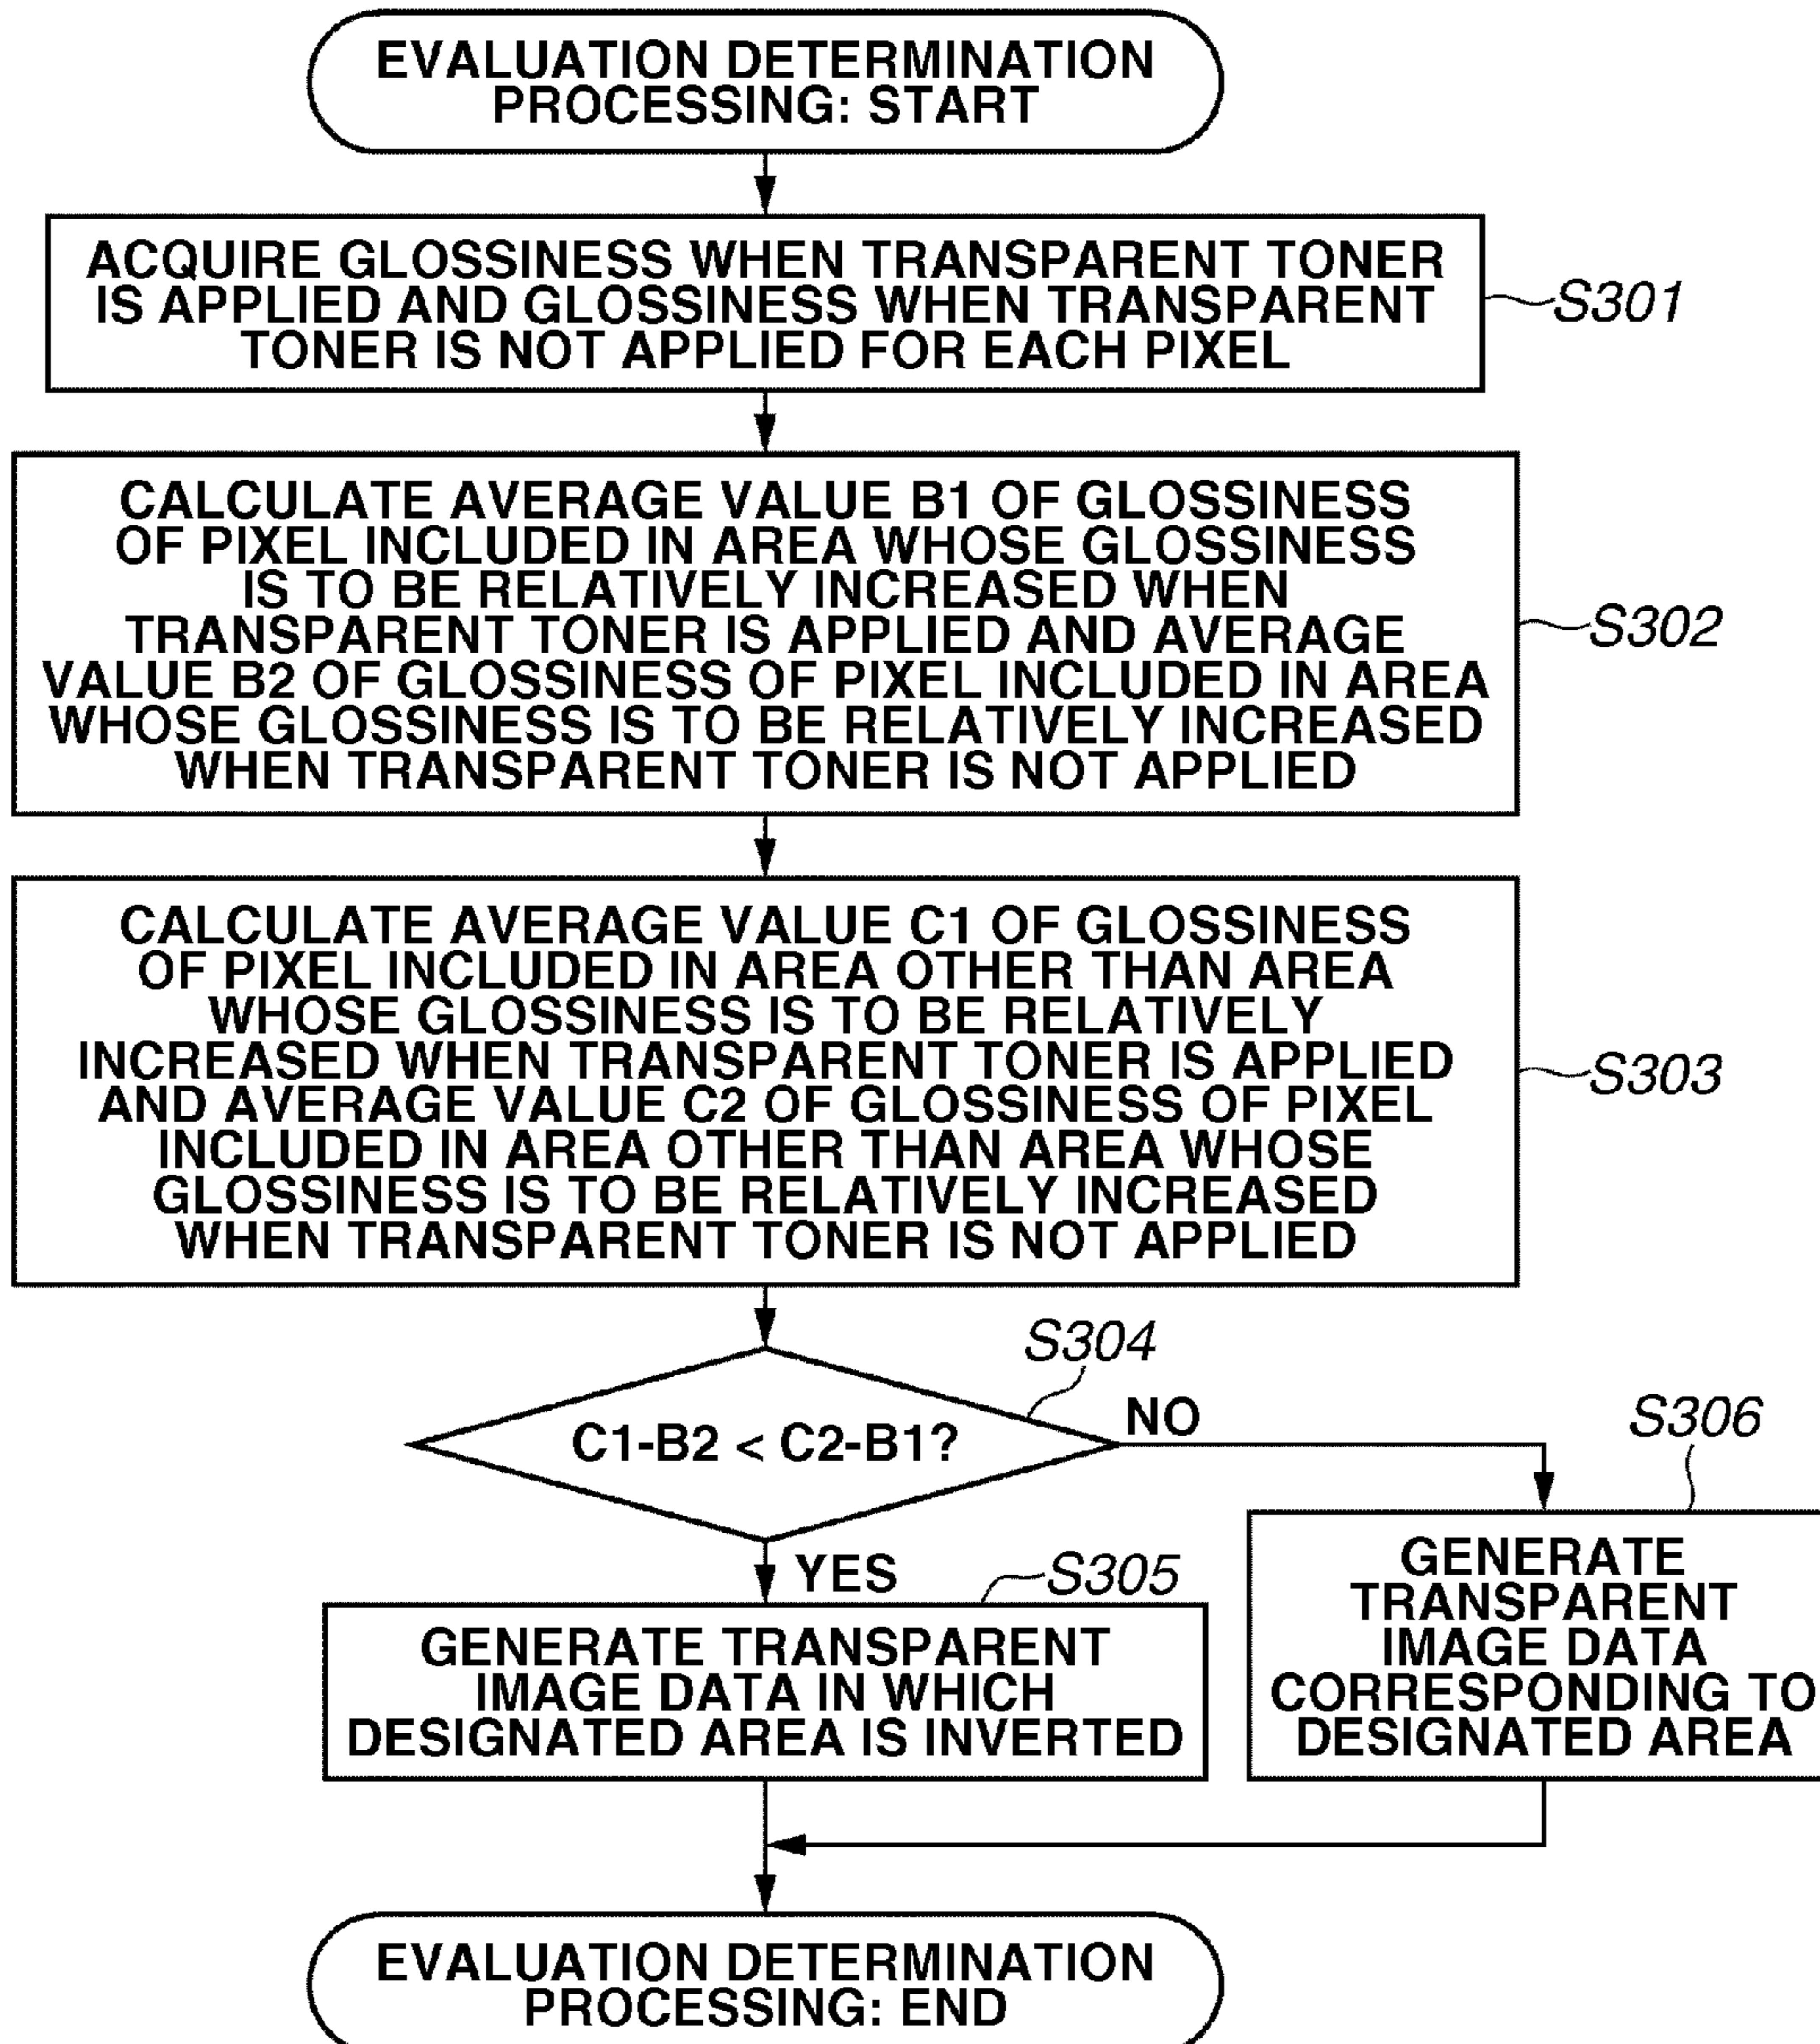 EVALUATION DETERMINATION
PROCESSING: START
ACQUIRE GLOSSINESS WHEN TRANSPARENT TONER
IS APPLIED AND GLOSSINESS WHEN TRANSPARENT
TONER IS NOT APPLIED FOR EACH PIXEL
S301
CALCULATE AVERAGE VALUE B1 OF GLOSSINESS
OF PIXEL INCLUDED IN AREA WHOSE GLOSSINESS
IS TO BE RELATIVELY INCREASED WHEN
TRANSPARENT TONER IS APPLIED AND AVERAGE
VALUE B2 OF GLOSSINESS OF PIXEL INCLUDED IN AREA
WHOSE GLOSSINESS IS TO BE RELATIVELY INCREASED
WHEN TRANSPARENT TONER IS NOT APPLIED
S302
CALCULATE AVERAGE VALUE C1 OF GLOSSINESS
OF PIXEL INCLUDED IN AREA OTHER THAN AREA
WHOSE GLOSSINESS IS TO BE RELATIVELY
INCREASED WHEN TRANSPARENT TONER IS APPLIED
AND AVERAGE VALUE C2 OF GLOSSINESS OF PIXEL
INCLUDED IN AREA OTHER THAN AREA WHOSE
GLOSSINESS IS TO BE RELATIVELY INCREASED
WHEN TRANSPARENT TONER IS NOT APPLIED
S303
S304
C1-B2 < C2-B1?
NO
YES
S305
GENERATE TRANSPARENT
IMAGE DATA IN WHICH
DESIGNATED AREA IS INVERTED
S306
GENERATE
TRANSPARENT
IMAGE DATA
CORRESPONDING TO
DESIGNATED AREA
EVALUATION DETERMINATION
PROCESSING: END